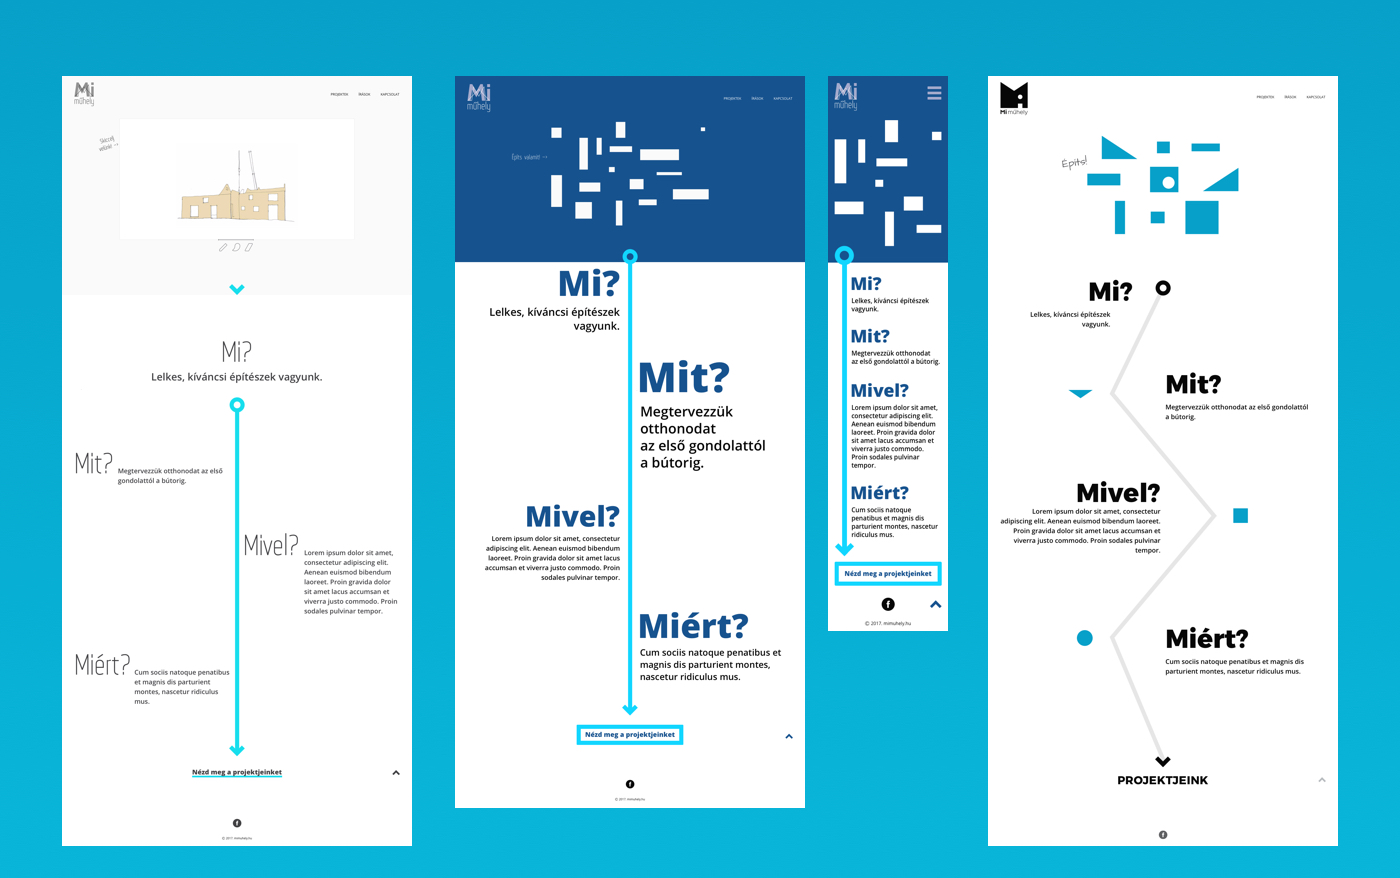 Mi
műhely
PROJEKTEK ÍRÁSOK KAPCSOLAT
Mi?
Lelkes, kíváncsi építészek vagyunk.
Mit?
Megtervezzük otthonodat az első
gondolattól a bútorig.
Mivel?
Lorem ipsum dolor sit amet,
consectetur adipiscing elit.
Aenean euismod bibendum
laoreet. Proin gravida dolor
sit amet lacus accumsan et
viverra justo commodo. Proin
sodales pulvinar tempor.
Miért?
Cum sociis natoque penatibus
et magnis dis parturient
montes, nascetur ridiculus
mus.
Nézd meg a projektjeinket
© 2017. mimuhely.hu
Mi
műhely
PROJEKTEK ÍRÁSOK KAPCSOLAT
Építs valamit!
Mi?
Lelkes, kíváncsi építészek
vagyunk.
Mit?
Megtervezzük
otthonodat
az első gondolattól
a bútorig.
Mivel?
Lorem ipsum dolor sit amet, consectetur
adipiscing elit. Aenean euismod bibendum
laoreet. Proin gravida dolor sit amet lacus
accumsan et viverra justo commodo. Proin
sodales pulvinar tempor.
Miért?
Cum sociis natoque penatibus et
magnis dis parturient montes,
nascetur ridiculus mus.
Nézd meg a projektjeinket
© 2017. mimuhely.hu
Mi
műhely
Mi?
Lelkes, kíváncsi építészek
vagyunk.
Mit?
Megtervezzük otthonodat
az első gondolattól a bútorig.
Mivel?
Lorem ipsum dolor sit amet,
consectetur adipiscing elit.
Aenean euismod bibendum
laoreet. Proin gravida dolor
sit amet lacus accumsan et
viverra justo commodo.
Proin sodales pulvinar
tempor.
Miért?
Cum sociis natoque
penatibus et magnis dis
parturient montes, nascetur
ridiculus mus.
Nézd meg a projektjeinket
© 2017. mimuhely.hu
Mi műhely
PROJEKTEK ÍRÁSOK KAPCSOLAT
Építs!
Mi?
Lelkes, kíváncsi építészek
vagyunk.
Mit?
Megtervezzük otthonodat az első gondolattól
a bútorig.
Mivel?
Lorem ipsum dolor sit amet, consectetur
adipiscing elit. Aenean euismod bibendum laoreet. Proin
gravida dolor sit amet lacus accumsan et
viverra justo commodo. Proin sodales pulvinar
tempor.
Miért?
Cum sociis natoque penatibus et magnis dis
parturient montes, nascetur ridiculus mus.
PROJEKTJEINK